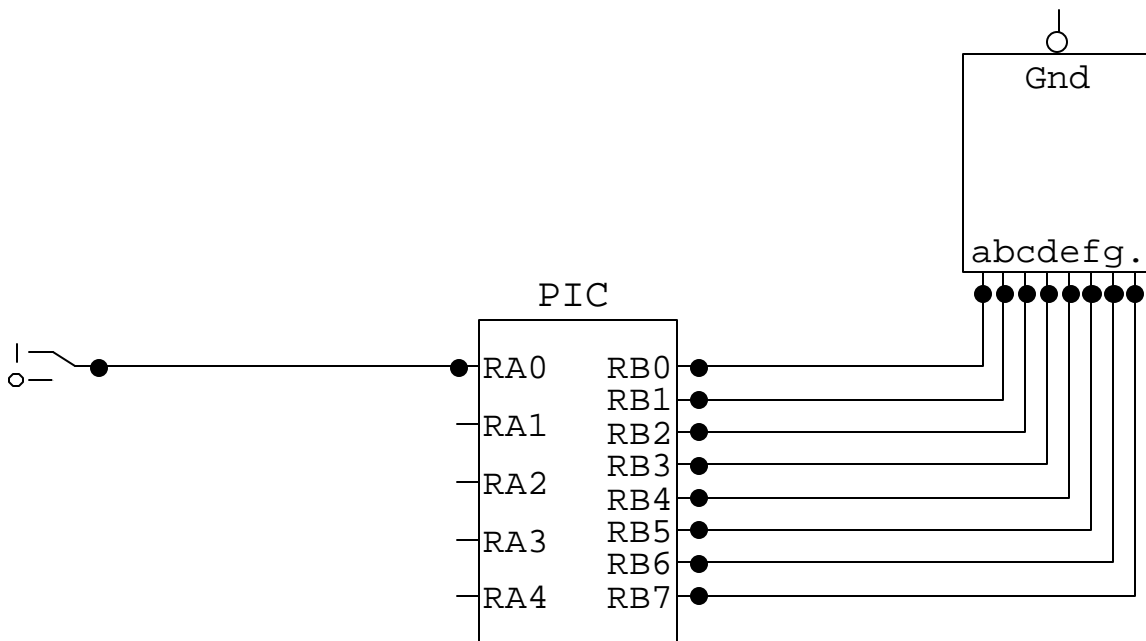 Gnd
abcdefg.
PIC
RA0 RB0
RB1
RA1 RB2
RB3
RA2 RB4
RA3 RB5
RB6
RA4 RB7